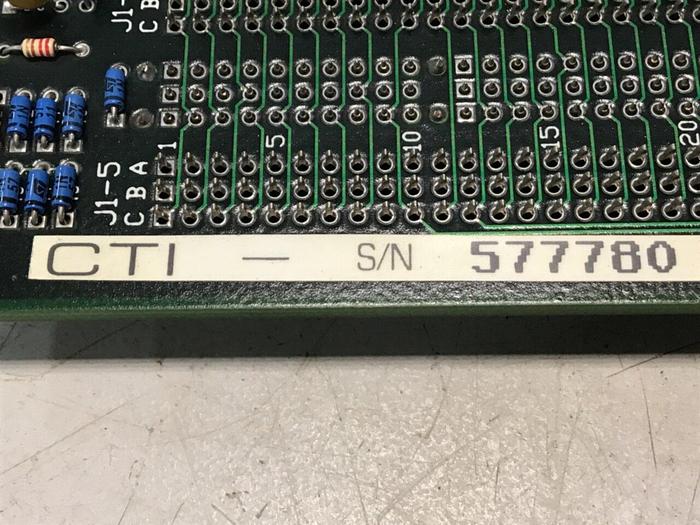 J1-
C B
1 5 10 15 20
J1-5
C B A
CTI — S/N 577780